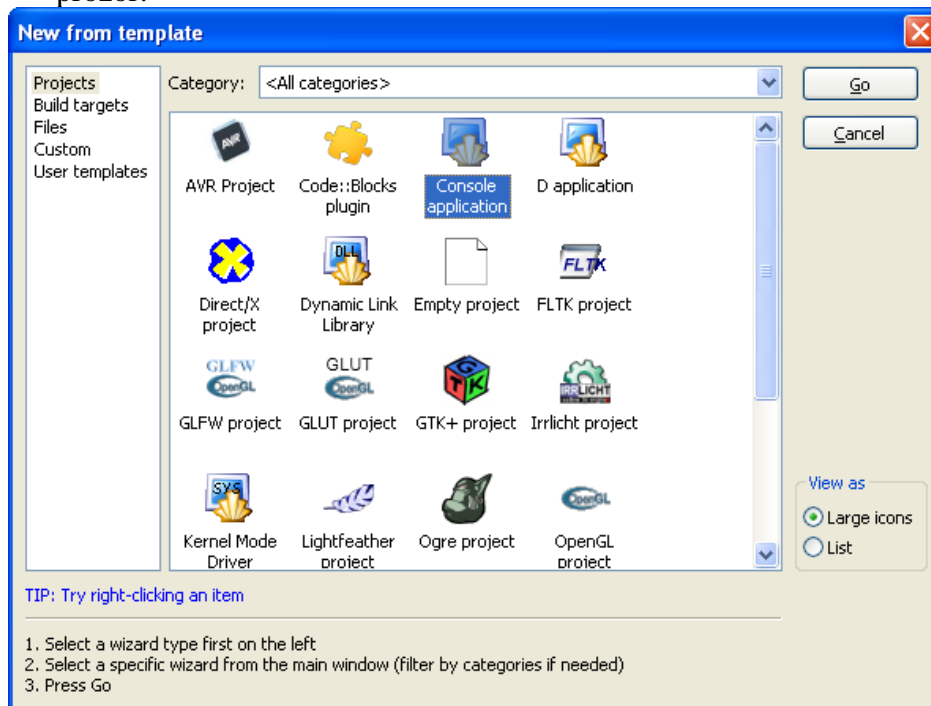 prozor.
New from template
Projects
Build targets
Files
Custom
User templates
Category: <All categories>
Go
Cancel
AVR
AVR Project
Code::Blocks
plugin
Console
application
D application
Direct/X
project
DLL
Dynamic Link
Library
Empty project
FLTK
FLTK project
GLFW
OpenGL
GLFW project
GLUT
OpenGL
GLUT project
GTK
GTK+ project
IRRLICHT
Irrlicht project
SYS
Kernel Mode
Driver
Lightfeather
project
Ogre project
OpenGL
OpenGL
project
View as
Large icons
List
TIP: Try right-clicking an item
1. Select a wizard type first on the left
2. Select a specific wizard from the main window (filter by categories if needed)
3. Press Go